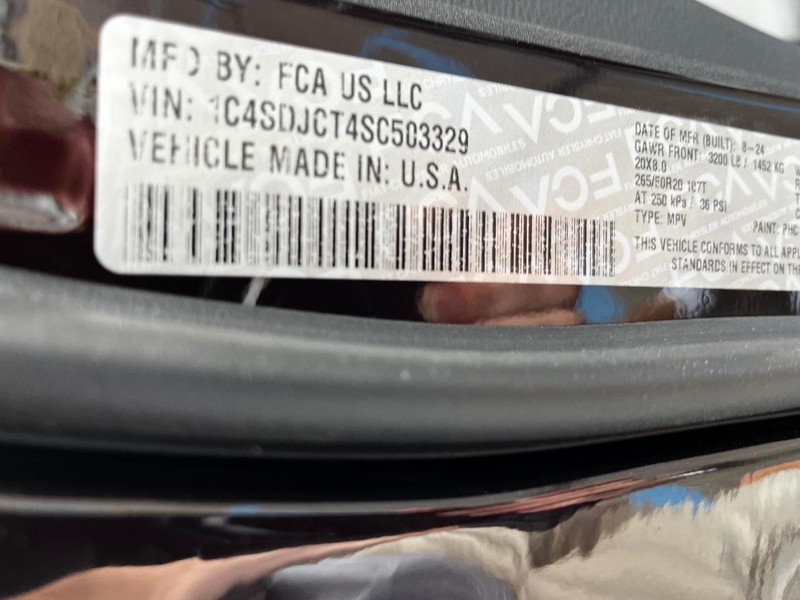 MFD BY: FCA US LLC
VIN: 1C4SDJCT4SC503329
VEHICLE MADE IN: U.S.A.
DATE OF MFR (BUILT): 8-24
GAWR FRONT: 3200 LB / 1452 KG
20X8.0
265/50R20 107T
AT 250 kPa / 36 PSI
TYPE: MPV
PAINT: PHC
THIS VEHICLE CONFORMS TO ALL APPL
STANDARDS IN EFFECT ON TH